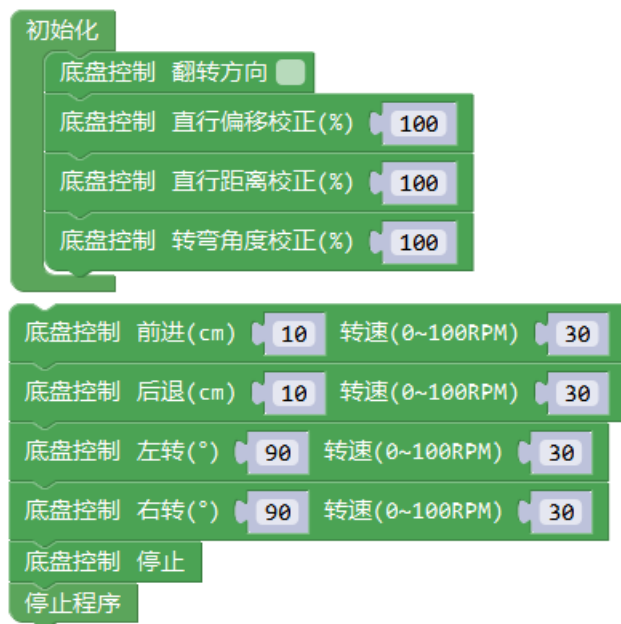 初始化
底盘控制 翻转方向
底盘控制 直行偏移校正(%) 100
底盘控制 直行距离校正(%) 100
底盘控制 转弯角度校正(%) 100
底盘控制 前进(cm) 10 转速(0~100RPM) 30
底盘控制 后退(cm) 10 转速(0~100RPM) 30
底盘控制 左转(°) 90 转速(0~100RPM) 30
底盘控制 右转(°) 90 转速(0~100RPM) 30
底盘控制 停止
停止程序